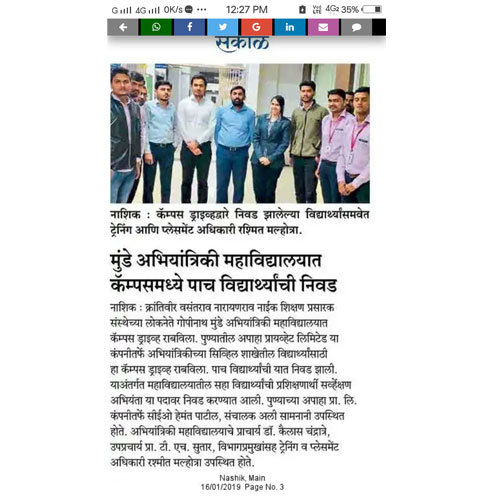 G 4G 0K/s ... 12:27 PM 4G2 35%
सकाळ
नाशिक : कॅम्पस ड्राइव्हद्वारे निवड झालेल्या विद्यार्थ्यांसमवेत
ट्रेनिंग आणि प्लेसमेंट अधिकारी रश्मित मल्होत्रा.
मुंडे अभियांत्रिकी महाविद्यालयात
कॅम्पसमध्ये पाच विद्यार्थ्यांची निवड
नाशिक : क्रांतिवीर वसंतराव नारायणराव नाईक शिक्षण प्रसारक
संस्थेच्या लोकनेते गोपीनाथ मुंडे अभियांत्रिकी महाविद्यालयात
कॅम्पस ड्राइव्ह राबविला. पुण्यातील अपाहा प्रायव्हेट लिमिटेड या
कंपनीतर्फे अभियांत्रिकीच्या सिव्हिल शाखेतील विद्यार्थ्यांसाठी
हा कॅम्पस ड्राइव्ह राबविला. पाच विद्यार्थ्यांची यात निवड झाली.
याअंतर्गत महाविद्यालयातील सहा विद्यार्थ्यांची प्रशिक्षणार्थी सर्व्हेक्षण
अभियंता या पदावर निवड करण्यात आली. पुण्याच्या अपाहा प्रा. लि.
कंपनीतर्फे सीईओ हेमंत पाटील, संचालक अली सामनानी उपस्थित
होते. अभियांत्रिकी महाविद्यालयाचे प्राचार्य डॉ. कैलास चंद्रात्रे,
उपप्रचार्य प्रा. टी. एच. सुतार, विभागप्रमुखांसह ट्रेनिंग व प्लेसमेंट
अधिकारी रश्मीत मल्होत्रा उपस्थित होते.
Nashik, Main
16/01/2019 Page No. 3